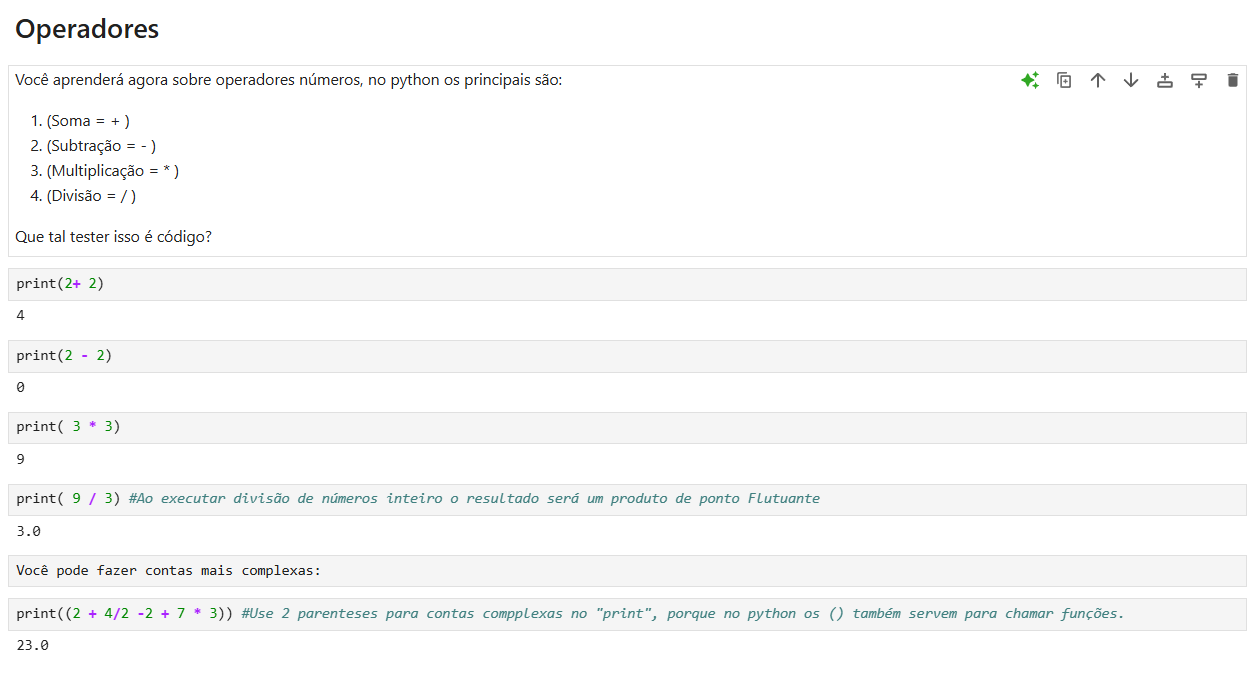 Operadores
Você aprenderá agora sobre operadores números, no python os principais são:
1. (Soma = + )
2. (Subtração = - )
3. (Multiplicação = * )
4. (Divisão = / )
Que tal tester isso é código?
print(2+ 2)
4
print(2 - 2)
0
print( 3 * 3)
9
print( 9 / 3) #Ao executar divisão de números inteiro o resultado será um produto de ponto Flutuante
3.0
Você pode fazer contas mais complexas:
print((2 + 4/2 -2 + 7 * 3)) #Use 2 parenteses para contas compplexas no "print", porque no python os () também servem para chamar funções.
23.0